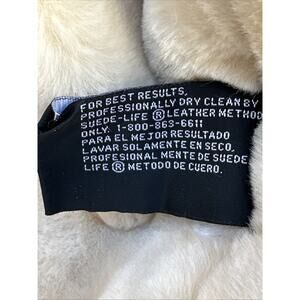 FOR BEST RESULTS,
PROFESSIONALLY DRY CLEAN BY
SUEDE-LIFE ® LEATHER METHOD
ONLY: 1-800-863-6611
PARA EL MEJOR RESULTADO
LAVAR SOLAMENTE EN SECO,
PROFESIONAL MENTE DE SUEDE
LIFE ® METODO DE CUERO.